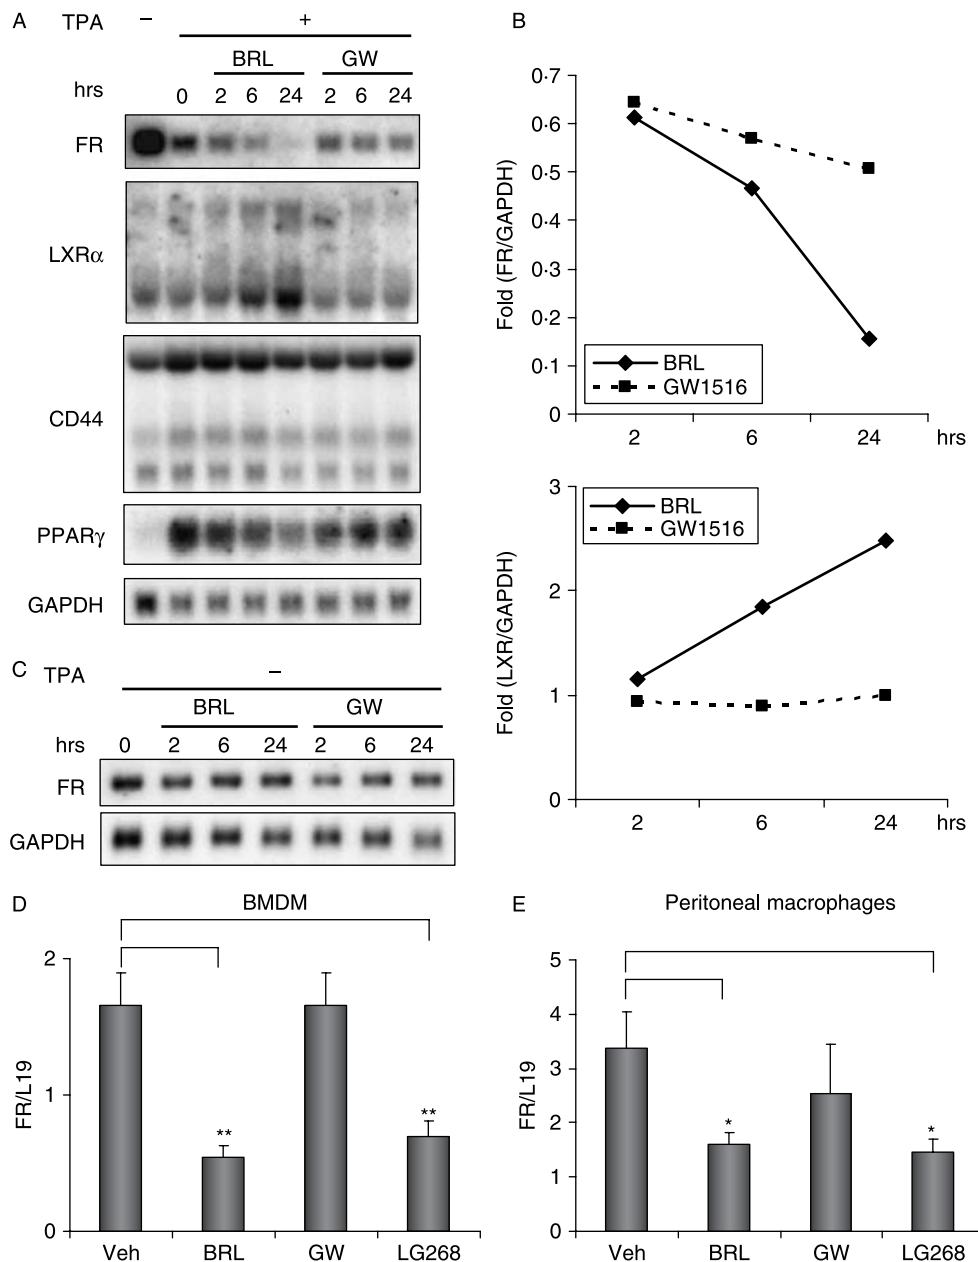 A
TPA – +
BRL GW
hrs 0 2 6 24 2 6 24
FR
LXRα
CD44
PPARγ
GAPDH
B
Fold (FR/GAPDH)
0·7
0·6
0·5
0·4
0·3
0·2
0·1
0
BRL
GW1516
2 6 24 hrs
Fold (LXR/GAPDH)
3
2
1
0
BRL
GW1516
2 6 24 hrs
C
TPA –
BRL GW
hrs 0 2 6 24 2 6 24
FR
GAPDH
D
BMDM
FR/L19
2
1
0
** **
Veh BRL GW LG268
E
Peritoneal macrophages
FR/L19
5
4
3
2
1
0
* *
Veh BRL GW LG268